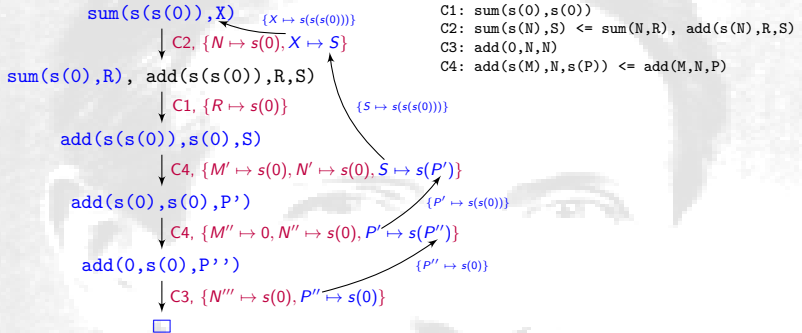 sum(s(s(0)),X)
{X ↦ s(s(s(0)))}
C2, {N ↦ s(0), X ↦ S}
sum(s(0),R), add(s(s(0)),R,S)
C1, {R ↦ s(0)}
{S ↦ s(s(s(0)))}
add(s(s(0)),s(0),S)
C4, {M′ ↦ s(0), N′ ↦ s(0), S ↦ s(P′)}
add(s(0),s(0),P')
{P′ ↦ s(s(0))}
C4, {M′′ ↦ 0, N′′ ↦ s(0), P′ ↦ s(P′′)}
add(0,s(0),P'')
{P′′ ↦ s(0)}
C3, {N′′′ ↦ s(0), P′′ ↦ s(0)}
C1: sum(s(0),s(0))
C2: sum(s(N),S) <= sum(N,R), add(s(N),R,S)
C3: add(0,N,N)
C4: add(s(M),N,s(P)) <= add(M,N,P)